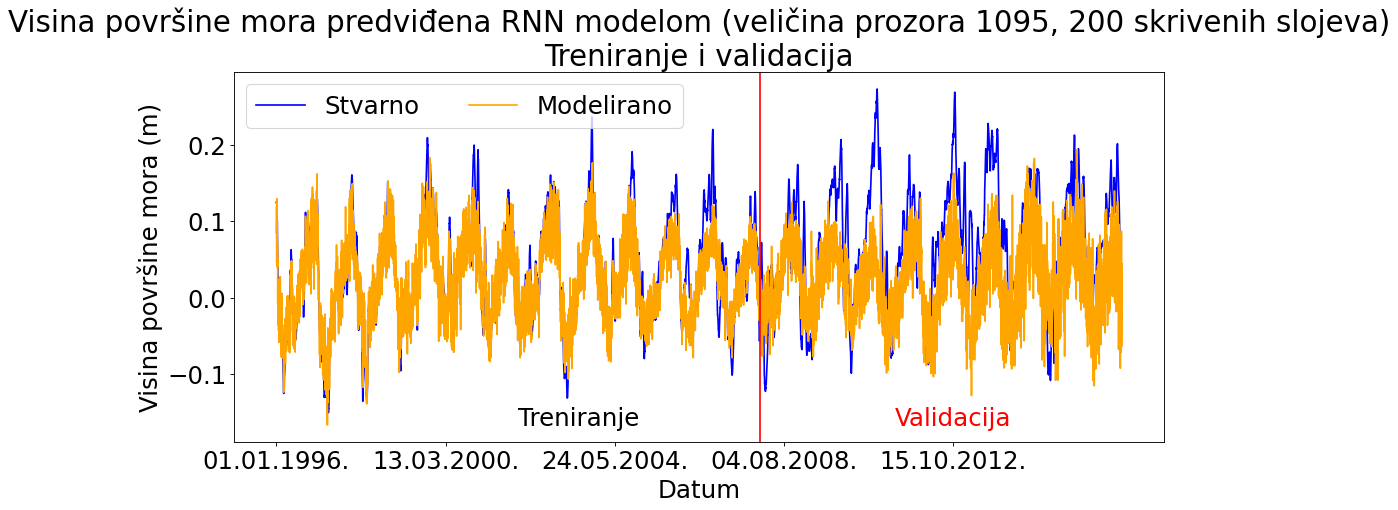 Visina površine mora predviđena RNN modelom (veličina prozora 1095, 200 skrivenih slojeva)
Treniranje i validacija
Stvarno
Modelirano
Visina površine mora (m)
0.2
0.1
0.0
−0.1
Treniranje
Validacija
01.01.1996.
13.03.2000.
24.05.2004.
04.08.2008.
15.10.2012.
Datum